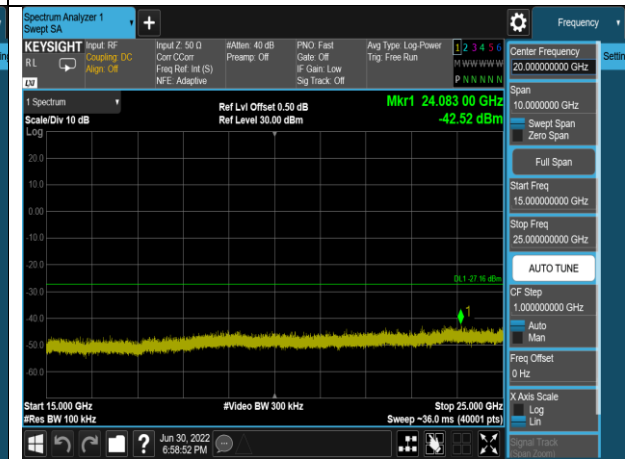 Spectrum Analyzer 1
Swept SA
+
Frequency
KEYSIGHT
RL
LXI
Input: RF
Coupling: DC
Align: Off
Input Z: 50 Ω
Corr CCorr
Freq Ref: Int (S)
NFE: Adaptive
#Atten: 40 dB
Preamp: Off
PNO: Fast
Gate: Off
IF Gain: Low
Sig Track: Off
Avg Type: Log-Power
Trig: Free Run
1 2 3 4 5 6
M W W W W W
P N N N N N
Center Frequency
20.000000000 GHz
Settin
Span
10.0000000 GHz
Swept Span
Zero Span
Full Span
Start Freq
15.000000000 GHz
Stop Freq
25.000000000 GHz
AUTO TUNE
CF Step
1.000000000 GHz
Auto
Man
Freq Offset
0 Hz
X Axis Scale
Log
Lin
Signal Track
(Span Zoom)
1 Spectrum
Scale/Div 10 dB
Log
Ref Lvl Offset 0.50 dB
Ref Level 30.00 dBm
Mkr1 24.083 00 GHz
-42.52 dBm
20.0
10.0
0.00
-10.0
-20.0
-30.0
-40.0
-50.0
-60.0
DL1 -27.16 dBm
1
Start 15.000 GHz
#Res BW 100 kHz
#Video BW 300 kHz
Stop 25.000 GHz
Sweep ~36.0 ms (40001 pts)
?
Jun 30, 2022
6:58:52 PM